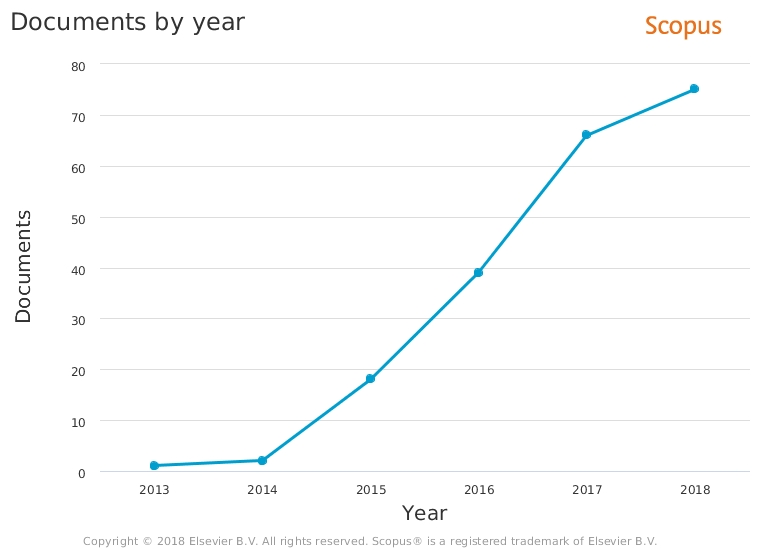 Documents by year
Scopus
80
70
60
50
40
30
20
10
0
Documents
2013 2014 2015 2016 2017 2018
Year
Copyright © 2018 Elsevier B.V. All rights reserved. Scopus® is a registered trademark of Elsevier B.V.